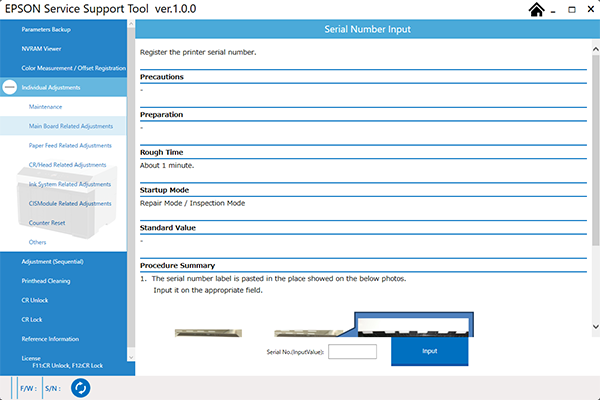 EPSON Service Support Tool ver.1.0.0
Serial Number Input
Parameters Backup
NVRAM Viewer
Color Measurement / Offset Registration
Individual Adjustments
Maintenance
Main Board Related Adjustments
Paper Feed Related Adjustments
CR/Head Related Adjustments
Ink System Related Adjustments
CISModule Related Adjustments
Counter Reset
Others
Adjustment (Sequential)
Printhead Cleaning
CR Unlock
CR Lock
Reference Information
License
F11:CR Unlock, F12:CR Lock
Register the printer serial number.
Precautions
-
Preparation
-
Rough Time
About 1 minute.
Startup Mode
Repair Mode / Inspection Mode
Standard Value
-
Procedure Summary
1. The serial number label is pasted in the place showed on the below photos.
Input it on the appropriate field.
Serial No.(InputValue):
Input
F/W : S/N :